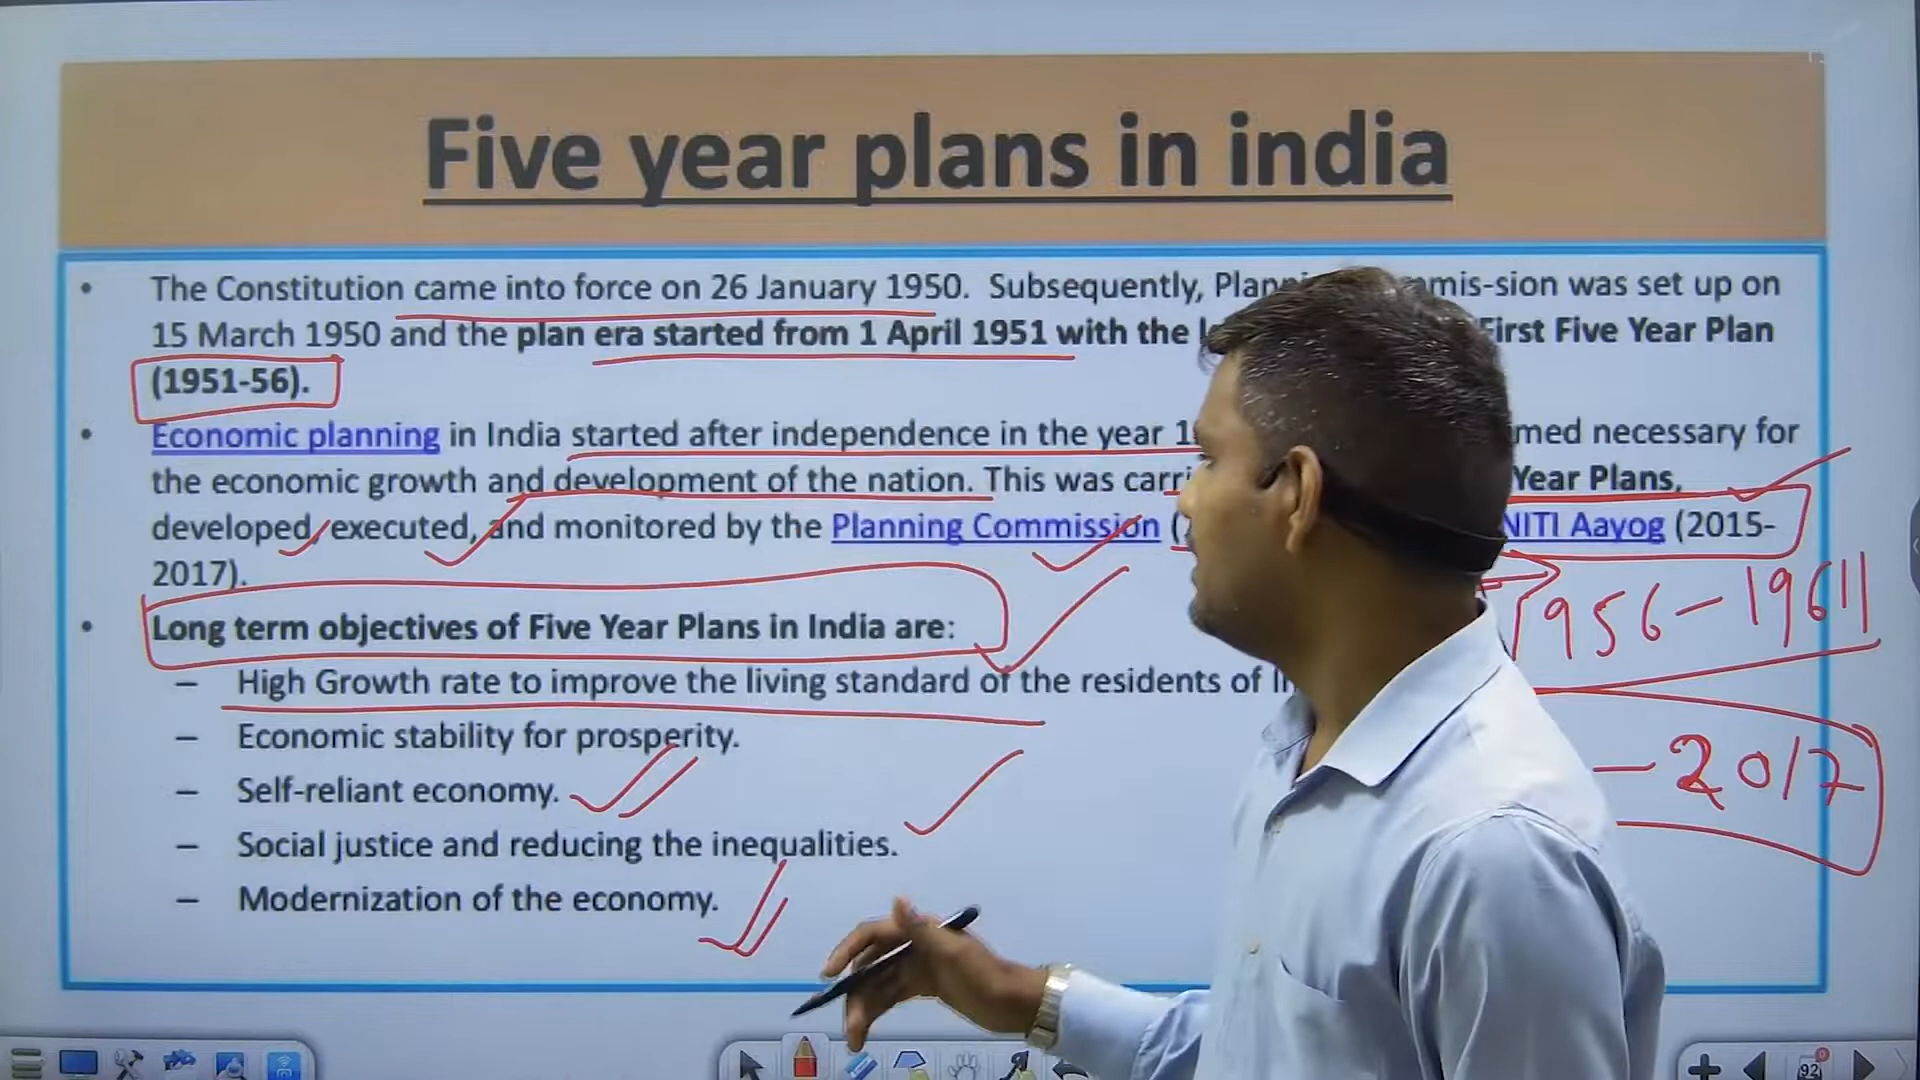 Five year plans in india
• The Constitution came into force on 26 January 1950. Subsequently, mis-sion was set up on
15 March 1950 and the plan era started from 1 April 1951 with the First Five Year Plan
(1951-56).
• Economic planning in India started after independence in the year necessary for
the economic growth and development of the nation. This was Year Plans,
developed, executed, and monitored by the Planning Commission ( NITI Aayog (2015-
2017).
1956-1961
• Long term objectives of Five Year Plans in India are:
– High Growth rate to improve the living standard of the residents of
– Economic stability for prosperity.
– 2017
– Self-reliant economy.
– Social justice and reducing the inequalities.
– Modernization of the economy.
92